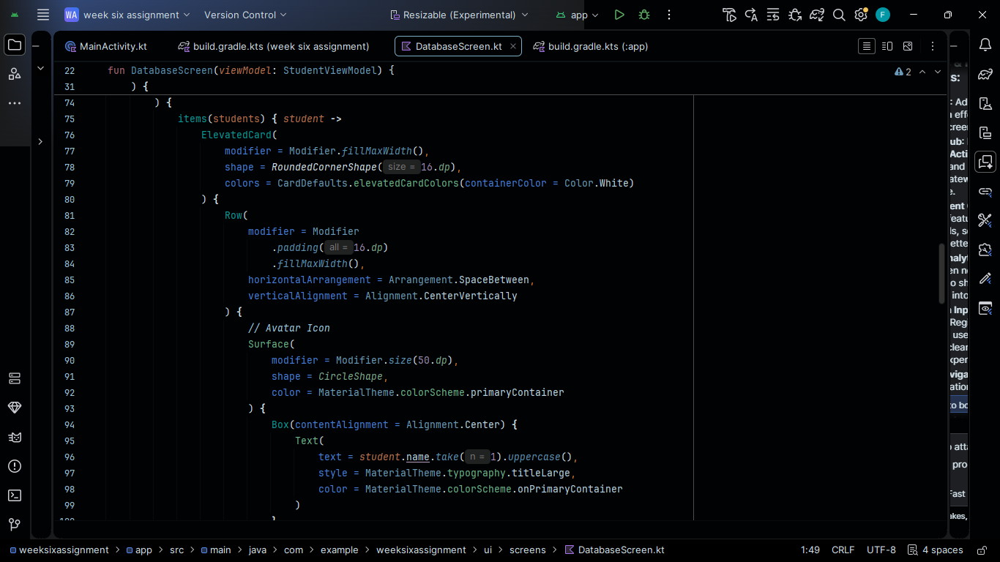 WA week six assignment Version Control Resizable (Experimental) app F
MainActivity.kt build.gradle.kts (week six assignment) DatabaseScreen.kt build.gradle.kts (:app)
22 fun DatabaseScreen(viewModel: StudentViewModel) { 2
31 ) {
74 ) {
75 items(students) { student ->
76 ElevatedCard(
77 modifier = Modifier.fillMaxWidth(),
78 shape = RoundedCornerShape(size = 16.dp),
79 colors = CardDefaults.elevatedCardColors(containerColor = Color.White)
80 ) {
81 Row(
82 modifier = Modifier
83 .padding(all = 16.dp)
84 .fillMaxWidth(),
85 horizontalArrangement = Arrangement.SpaceBetween,
86 verticalAlignment = Alignment.CenterVertically
87 ) {
88 // Avatar Icon
89 Surface(
90 modifier = Modifier.size(50.dp),
91 shape = CircleShape,
92 color = MaterialTheme.colorScheme.primaryContainer
93 ) {
94 Box(contentAlignment = Alignment.Center) {
95 Text(
96 text = student.name.take(n = 1).uppercase(),
97 style = MaterialTheme.typography.titleLarge,
98 color = MaterialTheme.colorScheme.onPrimaryContainer
99 )
s:
: Ad
n eff
creen
ub:
Acti
and
atew
e.
ent
featu
ls, s
ette
naly
en n
o sh
into
n Inp
Regi
use
clear
xper
viga
ation
to bo
o atta
pro
Fast
akes,
weeksixassignment > app > src > main > java > com > example > weeksixassignment > ui > screens > DatabaseScreen.kt 1:49 CRLF UTF-8 4 spaces